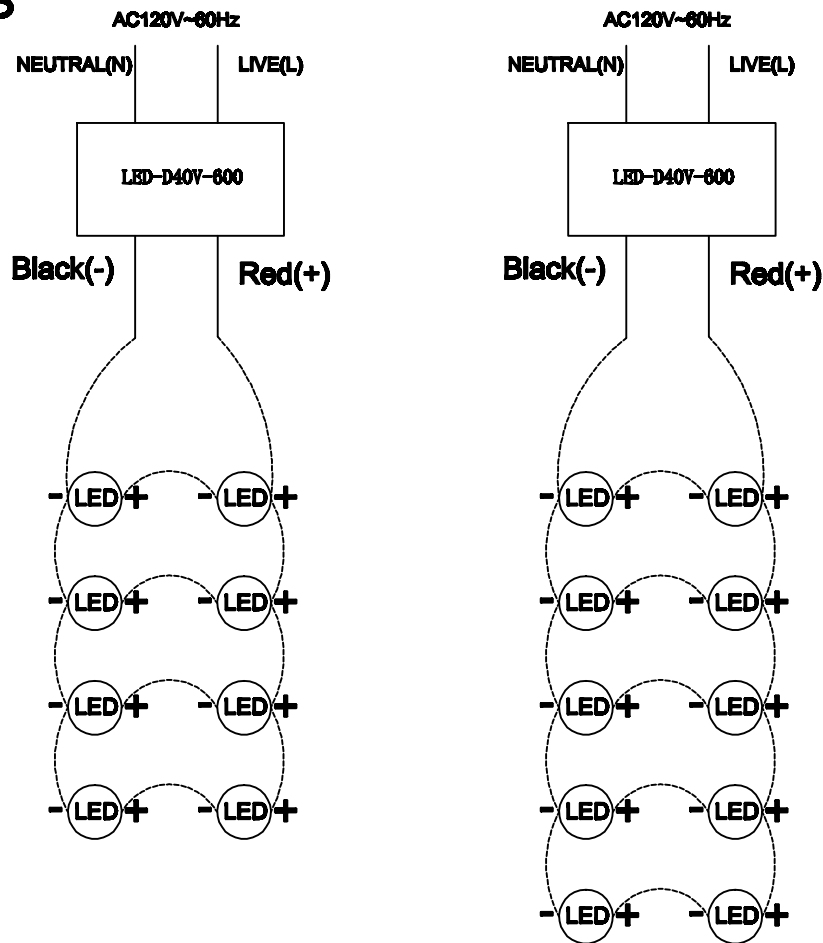 AC120V~60Hz
NEUTRAL(N) LIVE(L)
LED-D40V-600
Black(-) Red(+)
- LED + - LED +
- LED + - LED +
- LED + - LED +
- LED + - LED +
AC120V~60Hz
NEUTRAL(N) LIVE(L)
LED-D40V-600
Black(-) Red(+)
- LED + - LED +
- LED + - LED +
- LED + - LED +
- LED + - LED +
- LED + - LED +